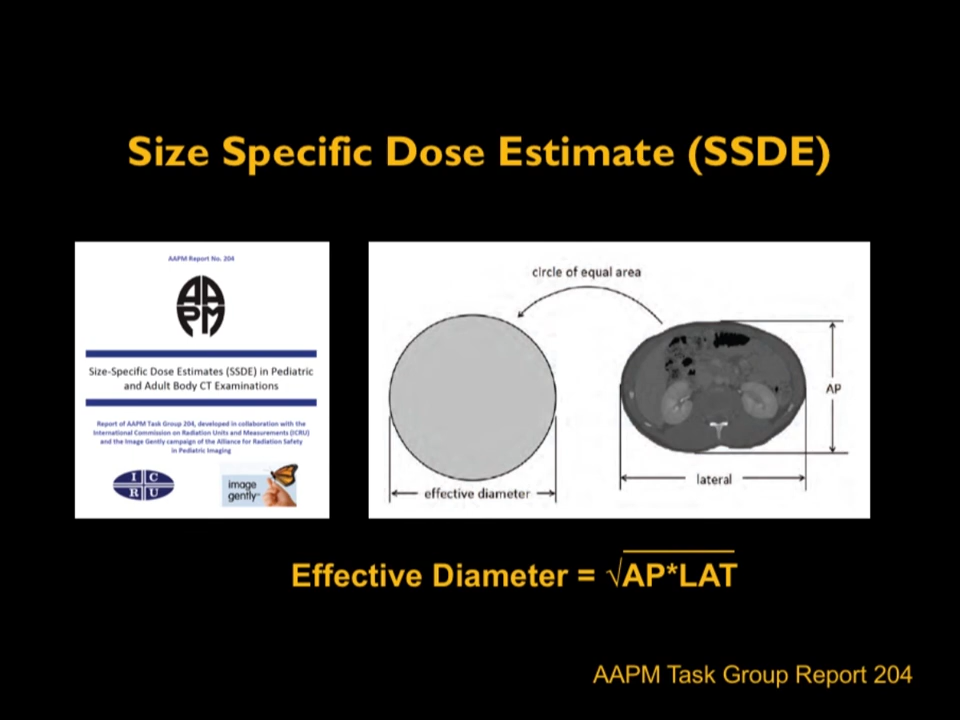 Size Specific Dose Estimate (SSDE)
AAPM Report No. 204
AAPM
Size-Specific Dose Estimates (SSDE) in Pediatric
and Adult Body CT Examinations
Report of AAPM Task Group 204, developed in collaboration with the
International Commission on Radiation Units and Measurements (ICRU)
and the Image Gently campaign of the Alliance for Radiation Safety
in Pediatric Imaging
I C
R U
image
gently
circle of equal area
AP
lateral
effective diameter
Effective Diameter = √AP*LAT
AAPM Task Group Report 204